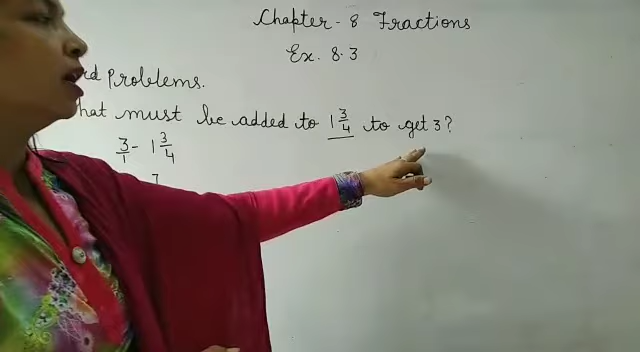 Chapter - 8 Fractions
Ex. 8.3
rd Problems.
hat must be added to 1 3/4 to get 3?
3/1 - 1 3/4
7